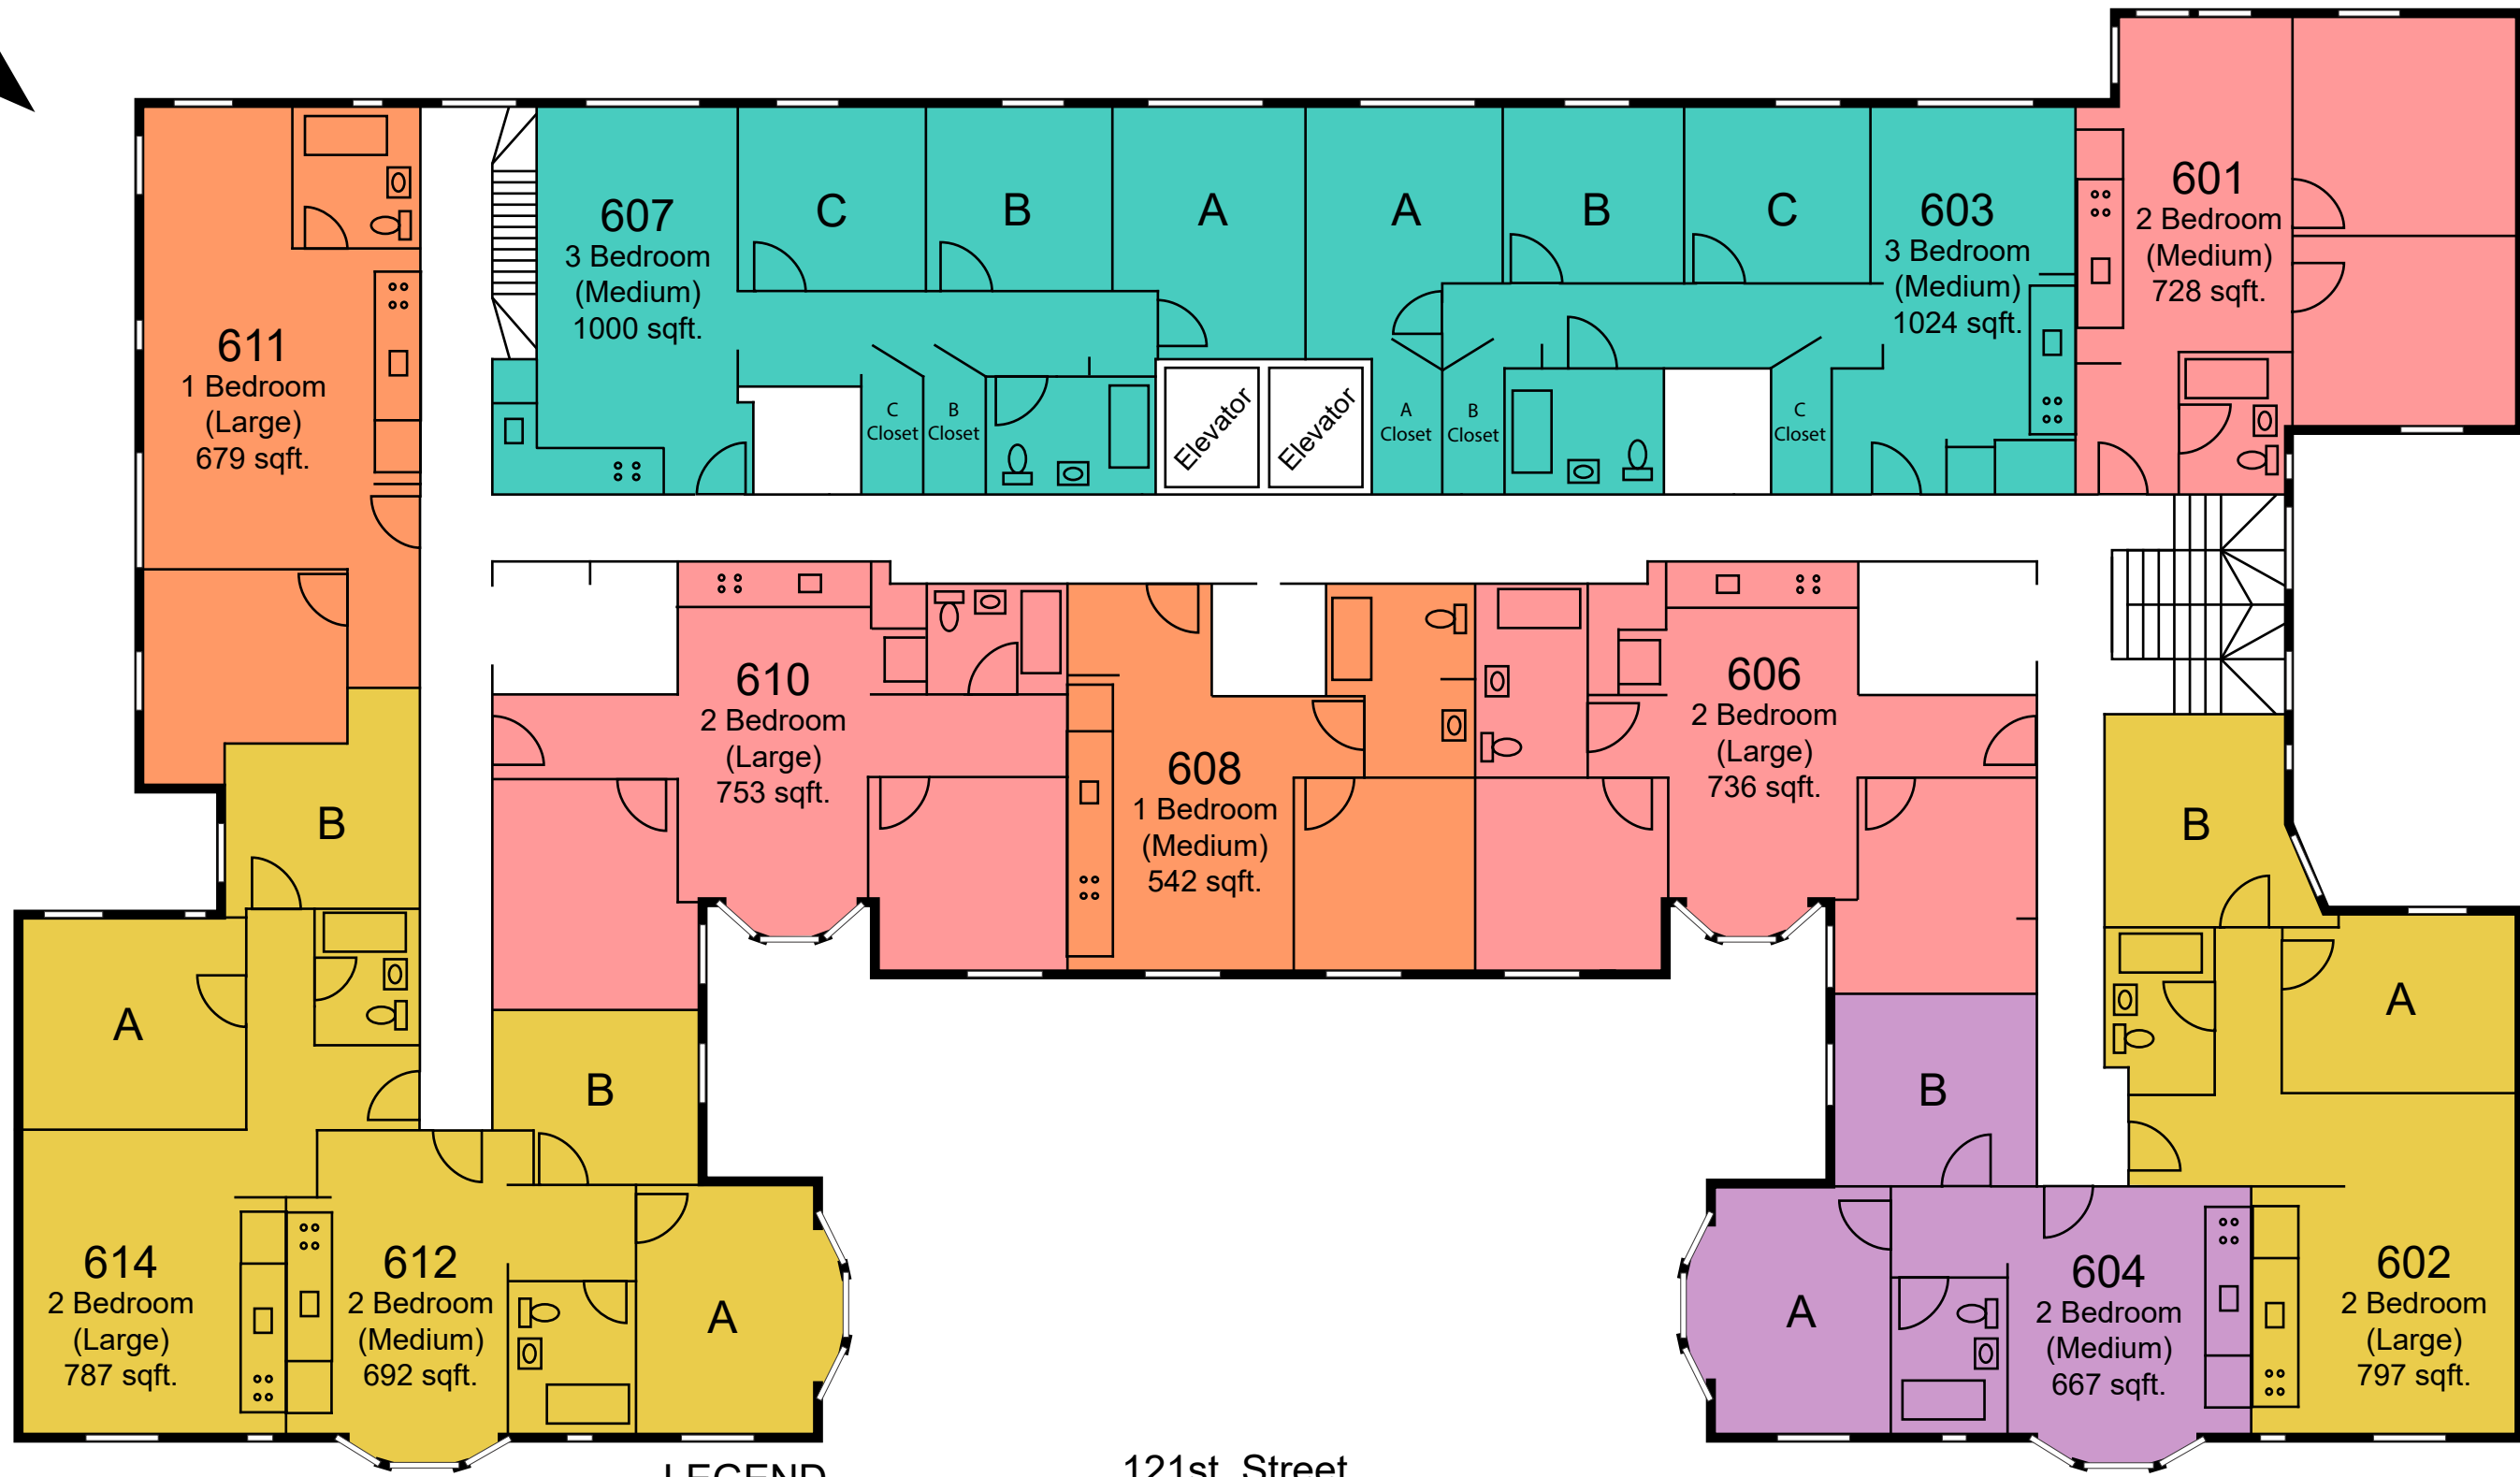 607
3 Bedroom
(Medium)
1000 sqft.
C
B
A
A
B
C
603
3 Bedroom
(Medium)
1024 sqft.
601
2 Bedroom
(Medium)
728 sqft.
611
1 Bedroom
(Large)
679 sqft.
C
Closet
B
Closet
Elevator
Elevator
A
Closet
B
Closet
C
Closet
610
2 Bedroom
(Large)
753 sqft.
608
1 Bedroom
(Medium)
542 sqft.
606
2 Bedroom
(Large)
736 sqft.
B
A
B
B
A
B
A
614
2 Bedroom
(Large)
787 sqft.
612
2 Bedroom
(Medium)
692 sqft.
A
A
B
604
2 Bedroom
(Medium)
667 sqft.
602
2 Bedroom
(Large)
797 sqft.
LEGEND
121st Street